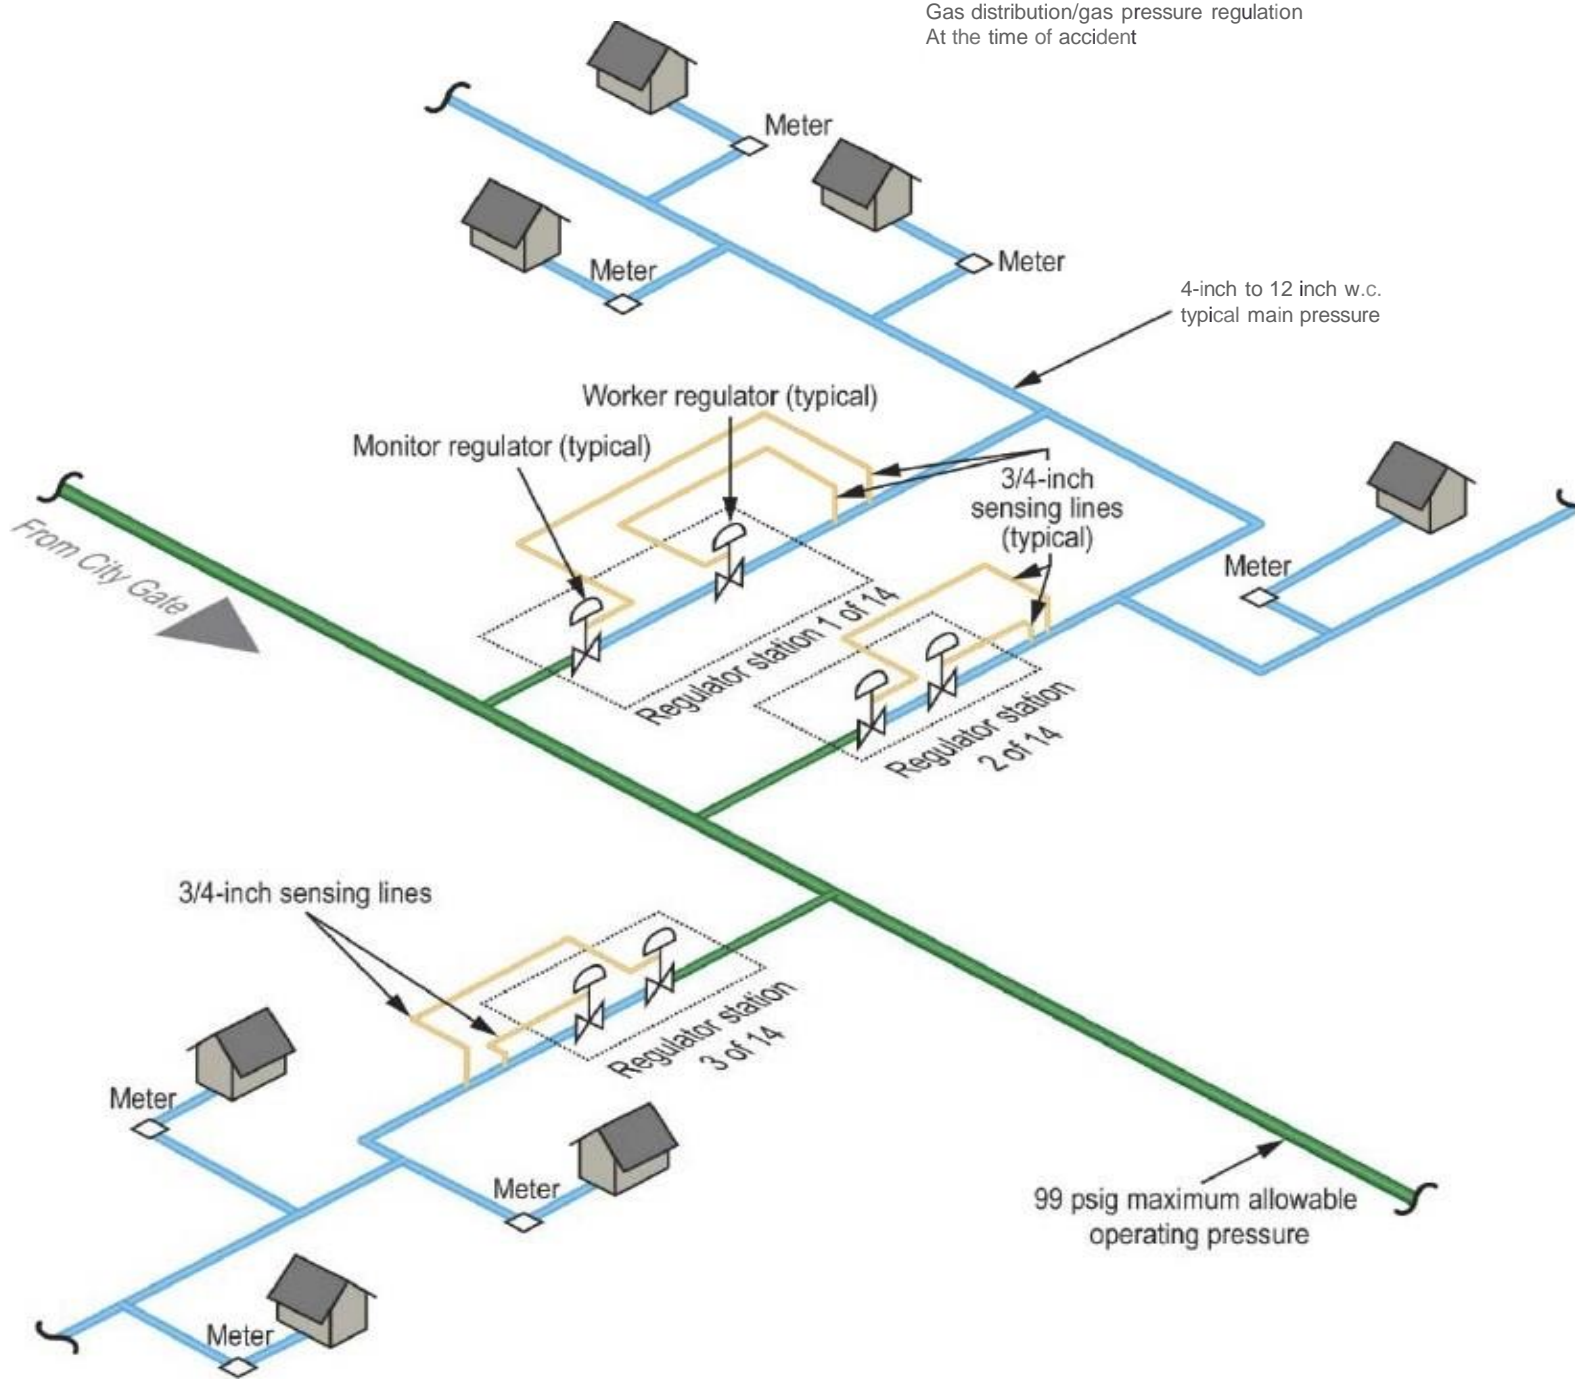 Gas distribution/gas pressure regulation
At the time of accident
Meter
Meter
Meter
4-inch to 12 inch w.c.
typical main pressure
Worker regulator (typical)
Monitor regulator (typical)
3/4-inch
sensing lines
(typical)
From City Gate
Meter
Regulator station 1 of 14
Regulator station
2 of 14
3/4-inch sensing lines
Regulator station
3 of 14
Meter
Meter
99 psig maximum allowable
operating pressure
Meter